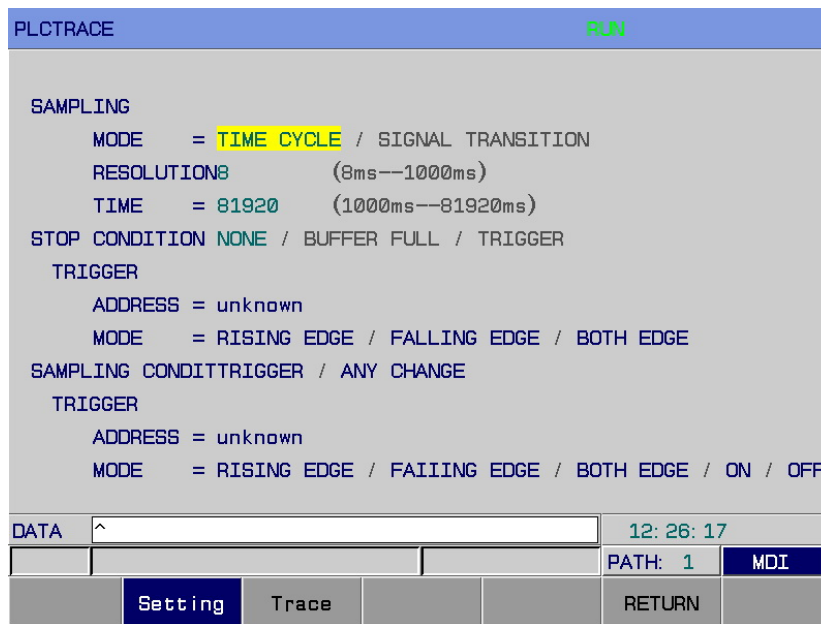 PLCTRACE RUN
SAMPLING
MODE = TIME CYCLE / SIGNAL TRANSITION
RESOLUTION8 (8ms--1000ms)
TIME = 81920 (1000ms--81920ms)
STOP CONDITION NONE / BUFFER FULL / TRIGGER
TRIGGER
ADDRESS = unknown
MODE = RISING EDGE / FALLING EDGE / BOTH EDGE
SAMPLING CONDITTRIGGER / ANY CHANGE
TRIGGER
ADDRESS = unknown
MODE = RISING EDGE / FAIIING EDGE / BOTH EDGE / ON / OFF
DATA ^ 12:26:17
PATH: 1 MDI
Setting Trace RETURN